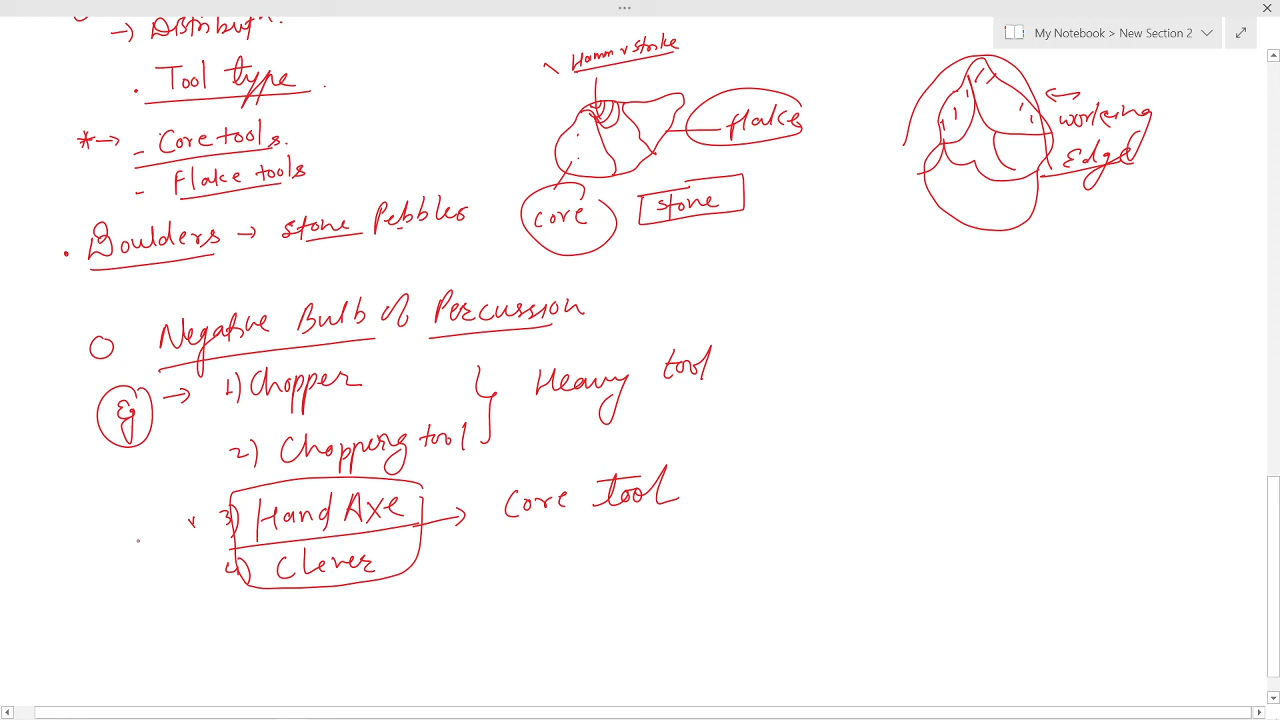 My Notebook > New Section 2
→ Distributn.
. Tool type .
* → - Core tools.
- Flake tools
. Boulders → stone Pebbles
Hammr stroke
flake
core
stone
working
Edge
Negative Bulb of Percussion
Eg → 1) Chopper
2) Chopping tool
Heavy tool
3) Hand Axe → Core tool
4) Clever